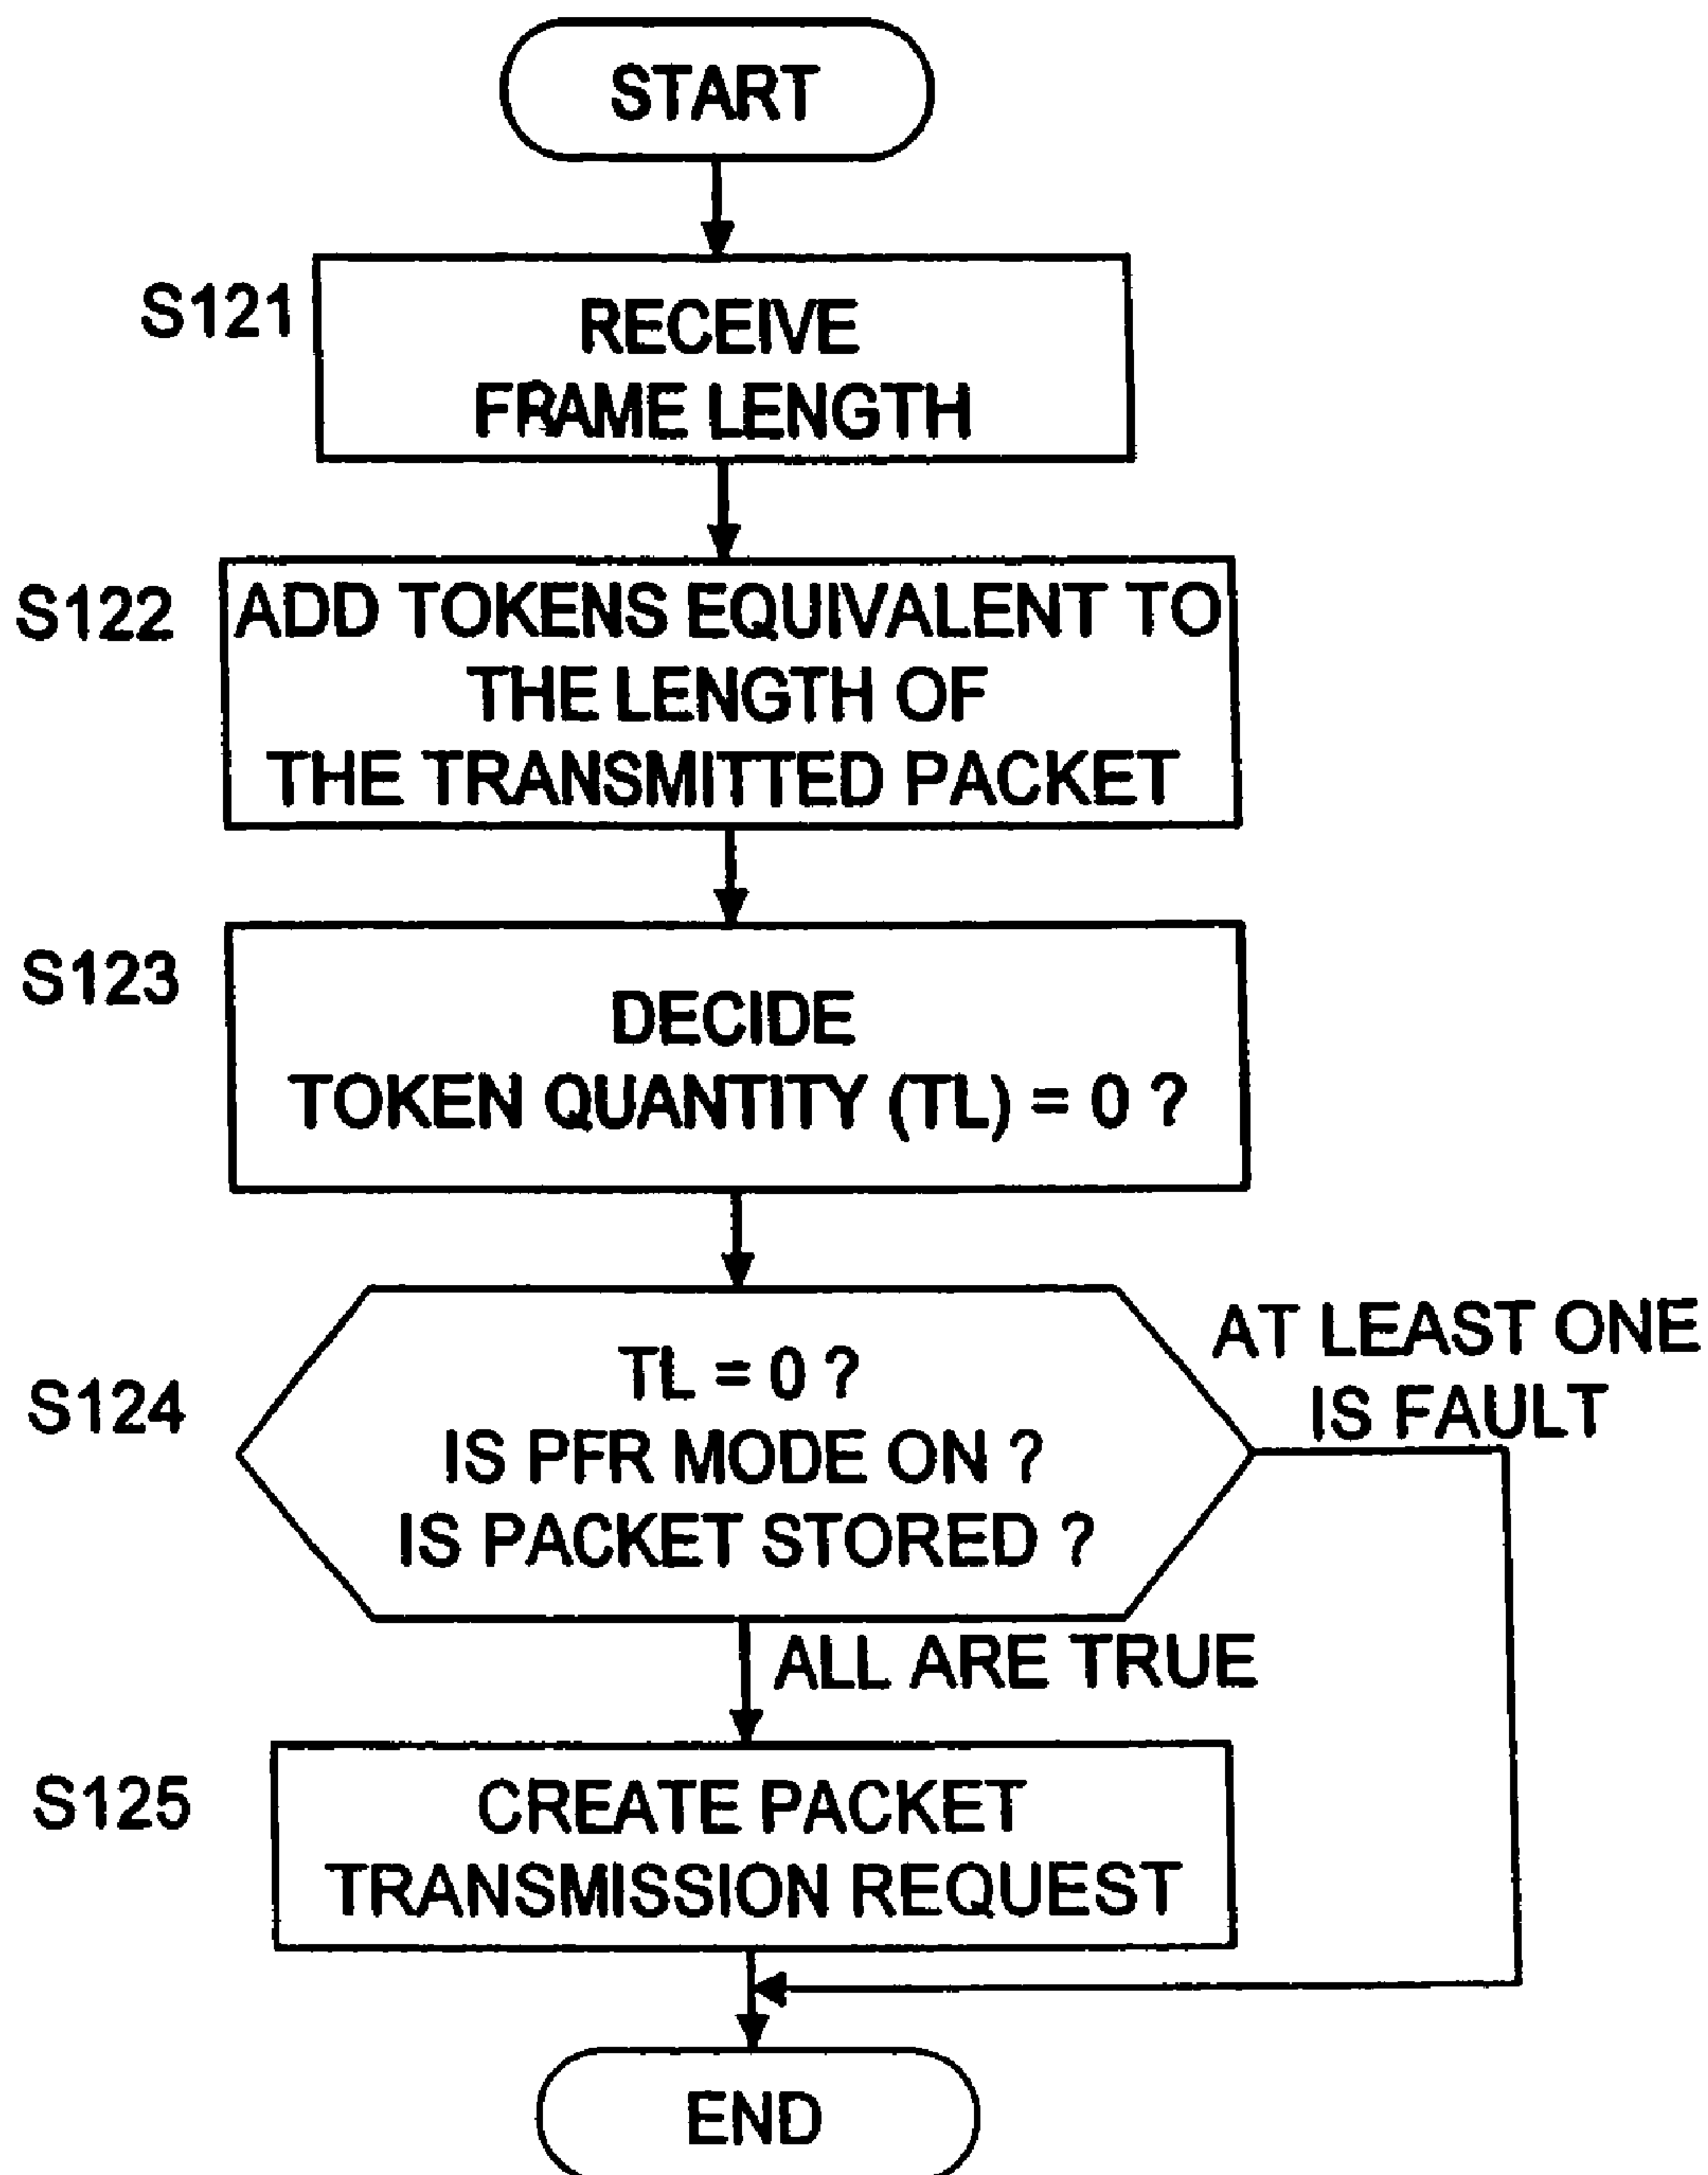 START
S121
RECEIVE
FRAME LENGTH
S122
ADD TOKENS EQUIVALENT TO
THE LENGTH OF
THE TRANSMITTED PACKET
S123
DECIDE
TOKEN QUANTITY (TL) = 0 ?
S124
TL = 0 ?
IS PFR MODE ON ?
IS PACKET STORED ?
AT LEAST ONE
IS FAULT
ALL ARE TRUE
S125
CREATE PACKET
TRANSMISSION REQUEST
END